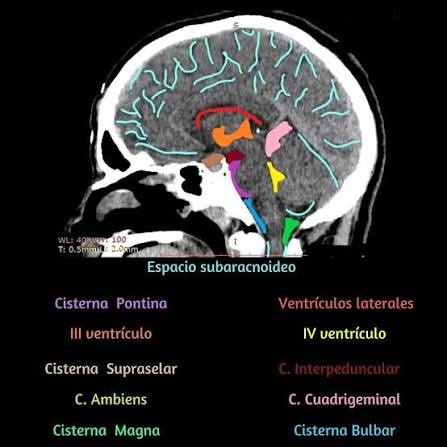 S
WL: 40 WW: 100
T: 0.5mm L: 2.0mm
I
Espacio subaracnoideo
Cisterna Pontina
Ventrículos laterales
III ventrículo
IV ventrículo
Cisterna Supraselar
C. Interpeduncular
C. Ambiens
C. Cuadrigeminal
Cisterna Magna
Cisterna Bulbar